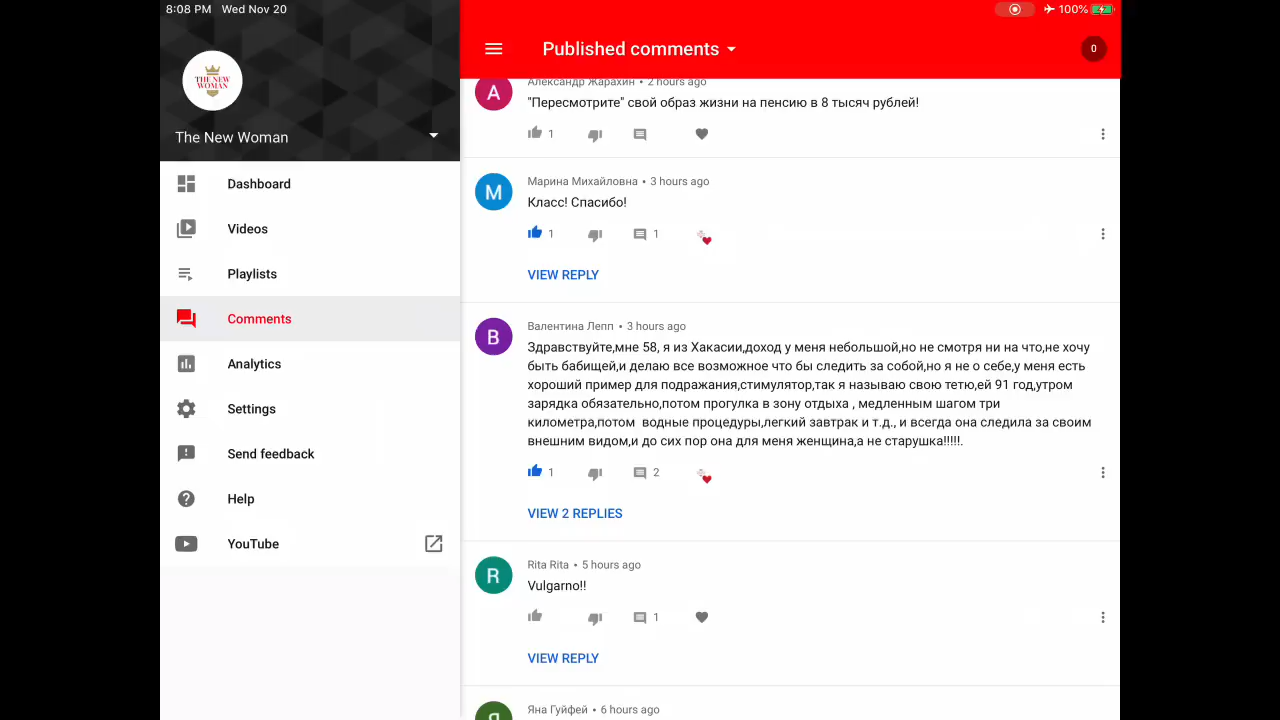 8:08 PM Wed Nov 20
100%
THE NEW
WOMAN
The New Woman
Dashboard
Videos
Playlists
Comments
Analytics
Settings
Send feedback
Help
YouTube
Published comments
0
Александр Жарахин • 2 hours ago
A
"Пересмотрите" свой образ жизни на пенсию в 8 тысяч рублей!
1
Марина Михайловна • 3 hours ago
М
Класс! Спасибо!
1 1
VIEW REPLY
Валентина Лепп • 3 hours ago
В
Здравствуйте,мне 58, я из Хакасии,доход у меня небольшой,но не смотря ни на что,не хочу
быть бабищей,и делаю все возможное что бы следить за собой,но я не о себе,у меня есть
хороший пример для подражания,стимулятор,так я называю свою тетю,ей 91 год,утром
зарядка обязательно,потом прогулка в зону отдыха , медленным шагом три
километра,потом водные процедуры,легкий завтрак и т.д., и всегда она следила за своим
внешним видом,и до сих пор она для меня женщина,а не старушка!!!!!.
1 2
VIEW 2 REPLIES
Rita Rita • 5 hours ago
R
Vulgarno!!
1
VIEW REPLY
Яна Гуйфей • 6 hours ago
Я